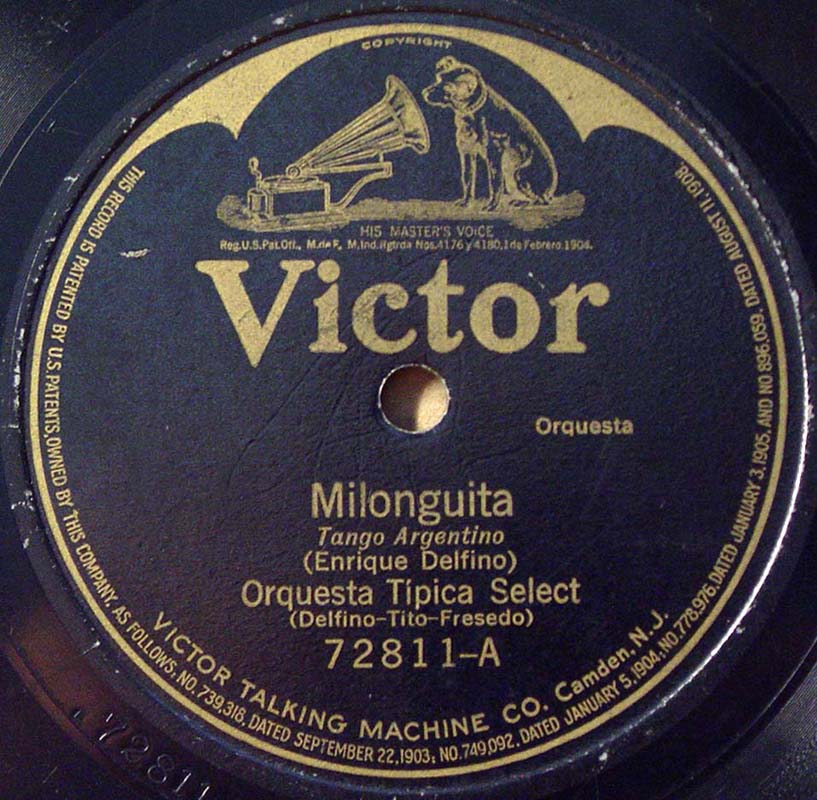 COPYRIGHT
HIS MASTER'S VOICE
Reg.U.S.Pat.Off., M.de F, M.Ind.Rgtrda Nos.4176 y 4180,1 de Febrero 1904.
Victor
Orquesta
Milonguita
Tango Argentino
(Enrique Delfino)
Orquesta Típica Select
(Delfino-Tito-Fresedo)
72811-A
VICTOR TALKING MACHINE CO. Camden, N.J.
THIS RECORD IS PATENTED BY U.S. PATENTS, OWNED BY THIS COMPANY, AS FOLLOWS, NO. 739,318, DATED SEPTEMBER 22, 1903; NO. 749,092, DATED JANUARY 5, 1904; NO. 778,976, DATED JANUARY 3, 1905, AND NO 896,059, DATED AUGUST 11, 1908.
72811